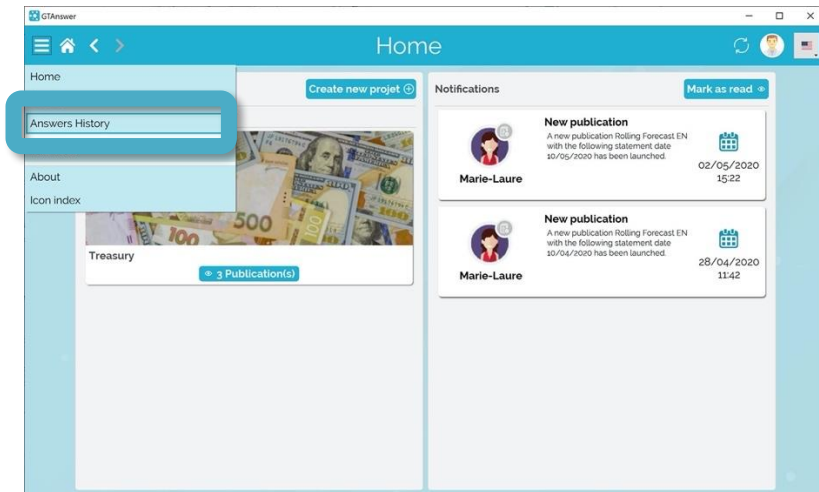 GTAnswer
Home
Home
Answers History
About
Icon index
Create new projet
100
500
100
Treasury
3 Publication(s)
Notifications
Mark as read
New publication
A new publication Rolling Forecast EN
with the following statement date
10/05/2020 has been launched.
Marie-Laure
02/05/2020
15:22
New publication
A new publication Rolling Forecast EN
with the following statement date
10/04/2020 has been launched.
Marie-Laure
28/04/2020
11:42